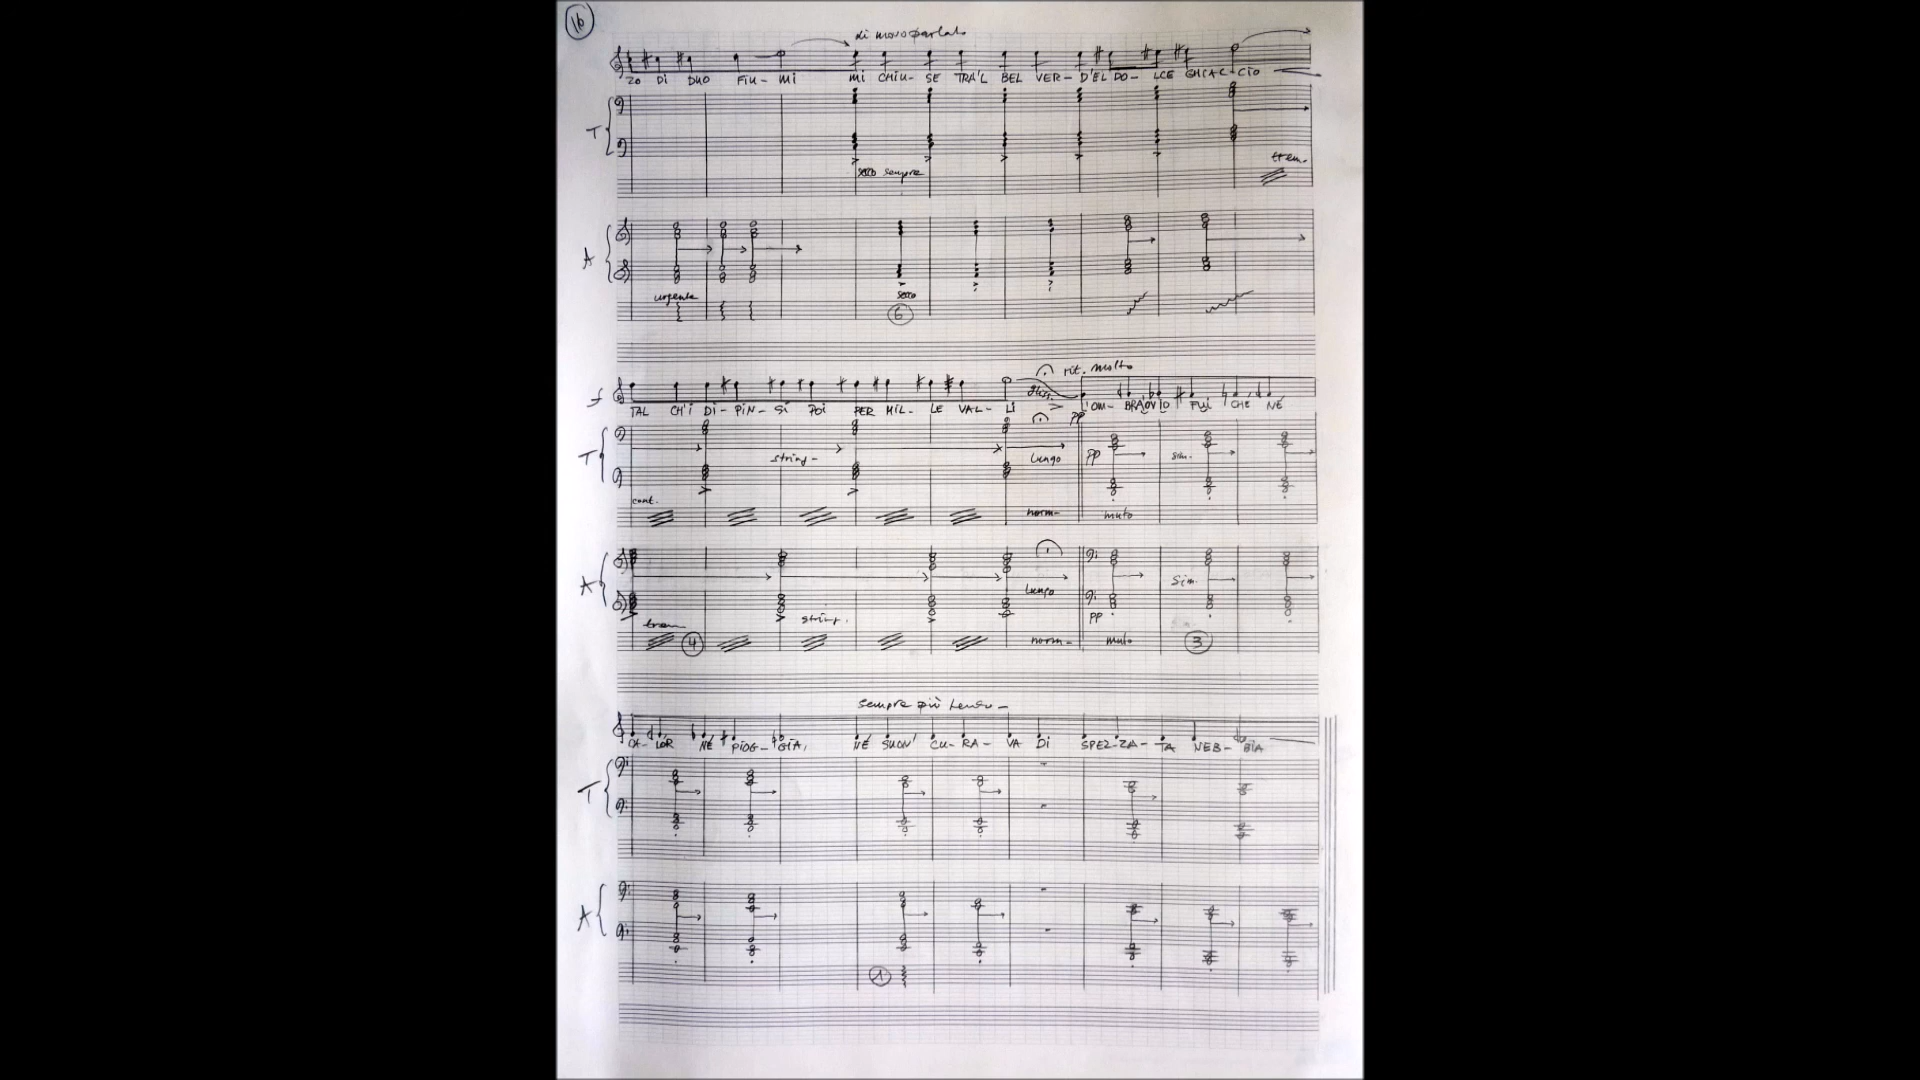 16
di nuovo parlato
ZO DI DUO FIU - MI MI CHIU - SE TRA'L BEL VER - D'EL DO - LCE GHIAC - CIO
T
secco sempre
trem.
A
urgente
secco
6
rit. molto
f
gliss.
TAL CH'I DI - PIN - SI POI PER MIL - LE VAL - LI L'OM - BRA OV'IO FUI CHÉ NÉ
pp
T
string -
lungo
pp
sim.
cont.
norm -
muto
A
lungo
sim.
string.
pp
trem
4
norm -
muto
3
sempre più lento -
CA - LOR NÉ PIOG - GIA, NÉ SUON' CU - RA - VA DI SPEZ - ZA - TA NEB - BIA
T
A
1